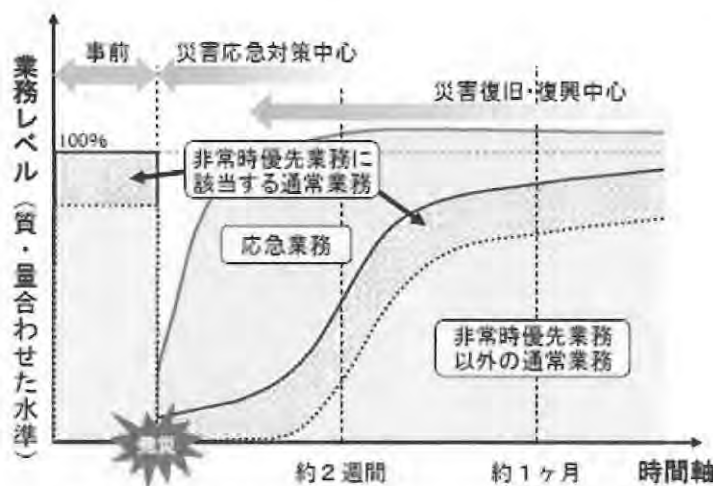 事前
災害応急対策中心
災害復旧・復興中心
業務レベル（質・量合わせた水準）
100%
非常時優先業務に
該当する通常業務
応急業務
非常時優先業務
以外の通常業務
発災
約２週間
約１ヶ月
時間軸